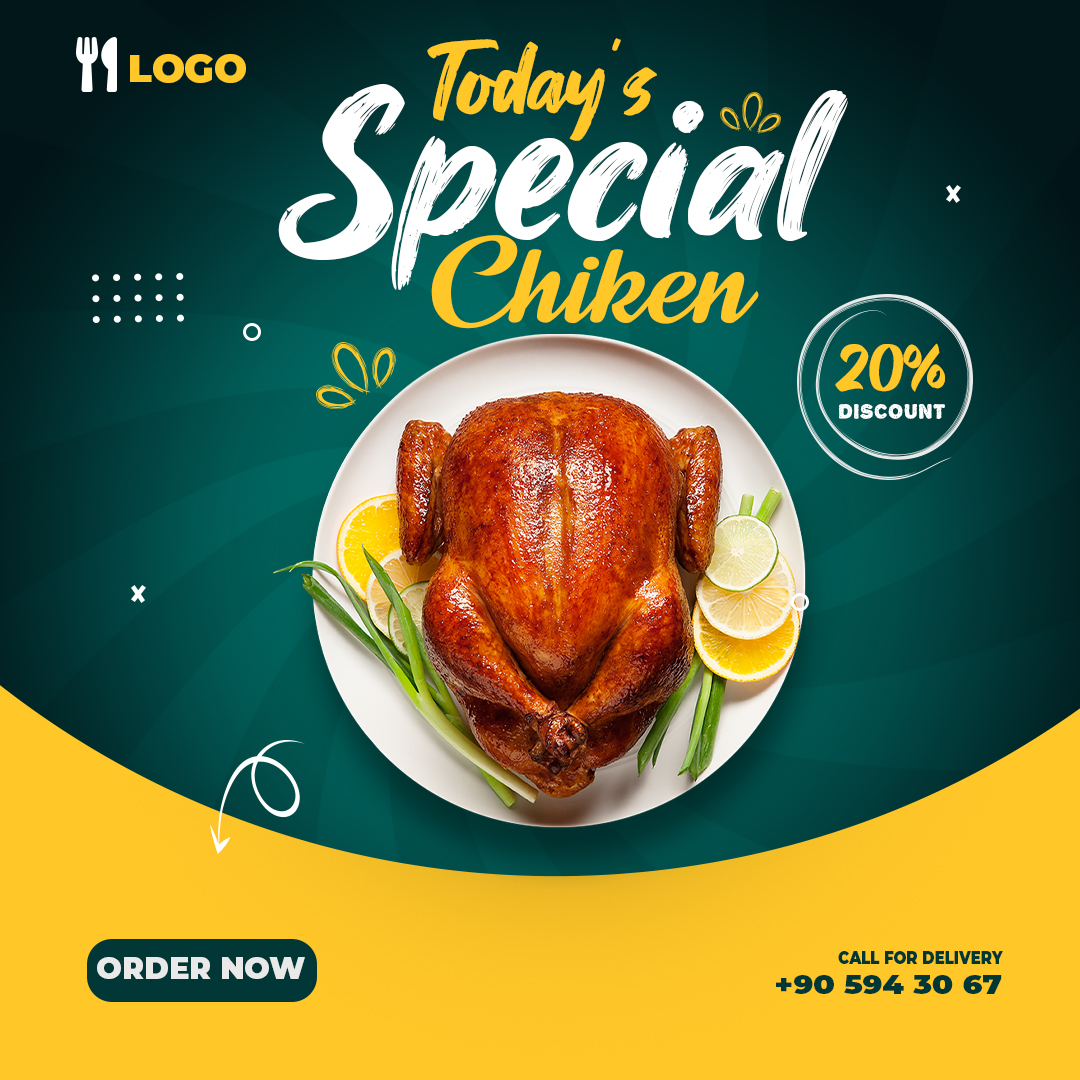 LOGO
Today's
Special
Chiken
20%
DISCOUNT
x
x
ORDER NOW
CALL FOR DELIVERY
+90 594 30 67